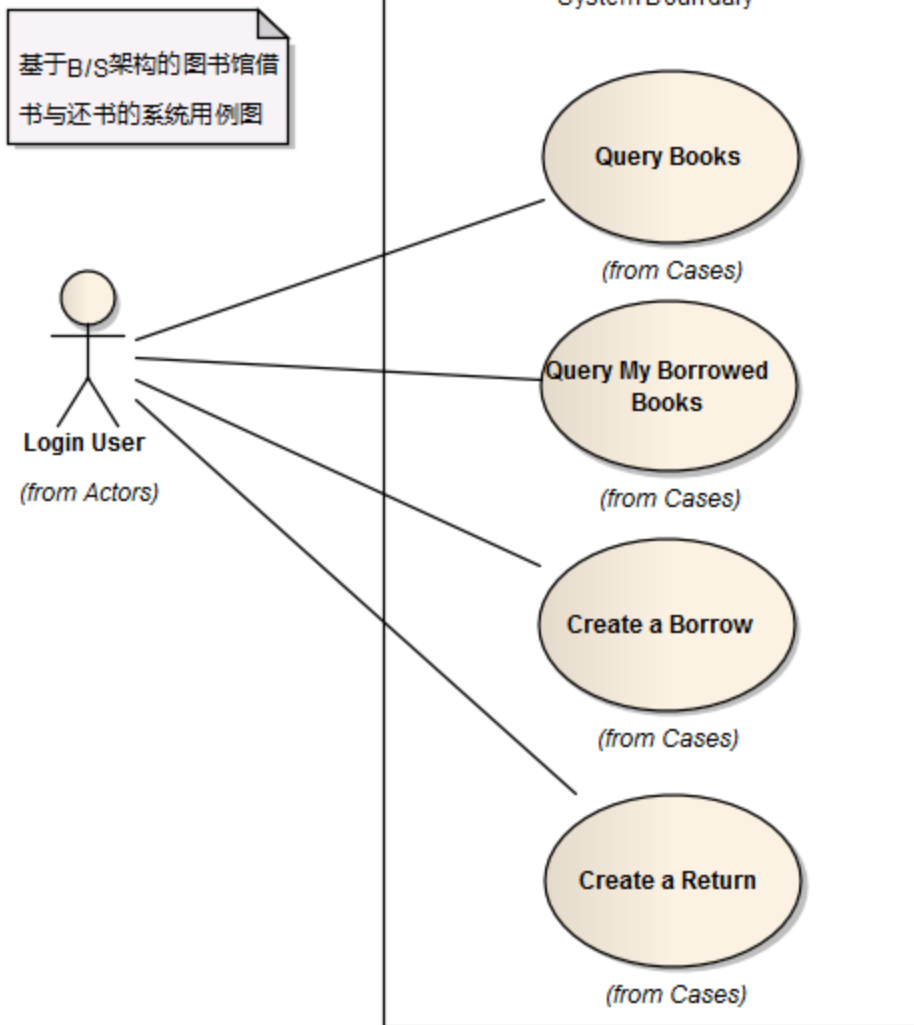 System Boundary
基于B/S架构的图书馆借
书与还书的系统用例图
Query Books
(from Cases)
Query My Borrowed
Books
(from Cases)
Login User
(from Actors)
Create a Borrow
(from Cases)
Create a Return
(from Cases)